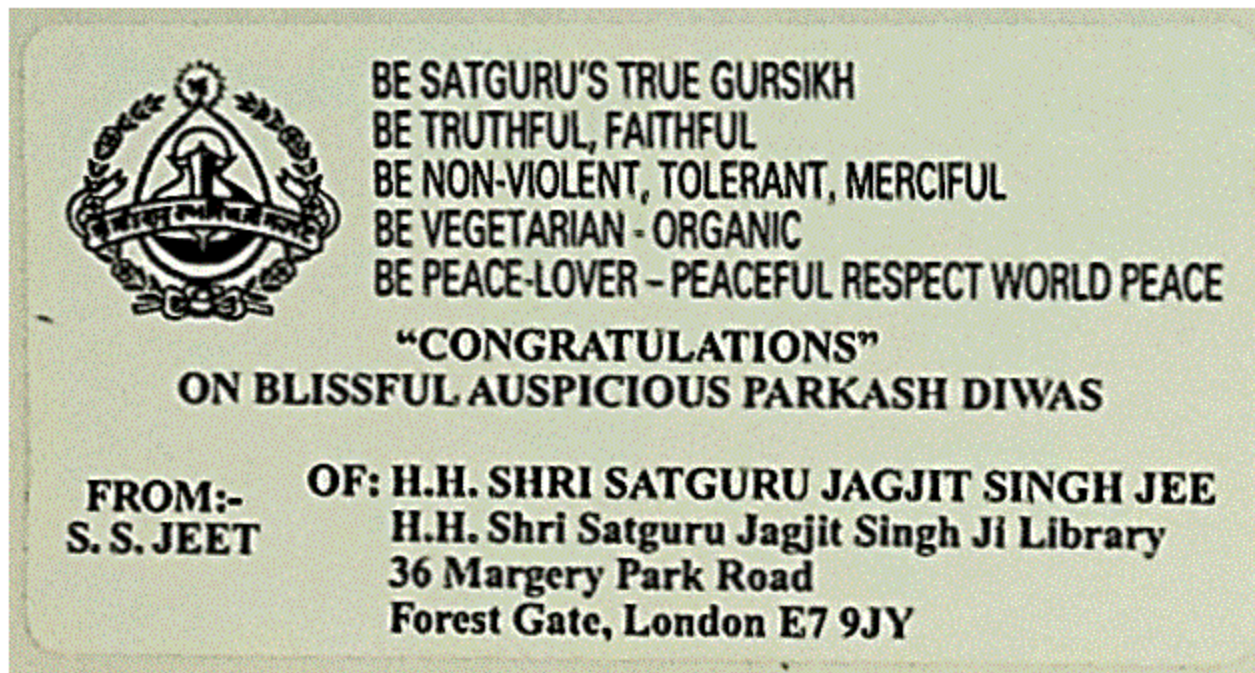 BE SATGURU'S TRUE GURSIKH
BE TRUTHFUL, FAITHFUL
BE NON-VIOLENT, TOLERANT, MERCIFUL
BE VEGETARIAN - ORGANIC
BE PEACE-LOVER – PEACEFUL RESPECT WORLD PEACE
“CONGRATULATIONS”
ON BLISSFUL AUSPICIOUS PARKASH DIWAS
FROM:-
S. S. JEET
OF: H.H. SHRI SATGURU JAGJIT SINGH JEE
H.H. Shri Satguru Jagjit Singh Ji Library
36 Margery Park Road
Forest Gate, London E7 9JY